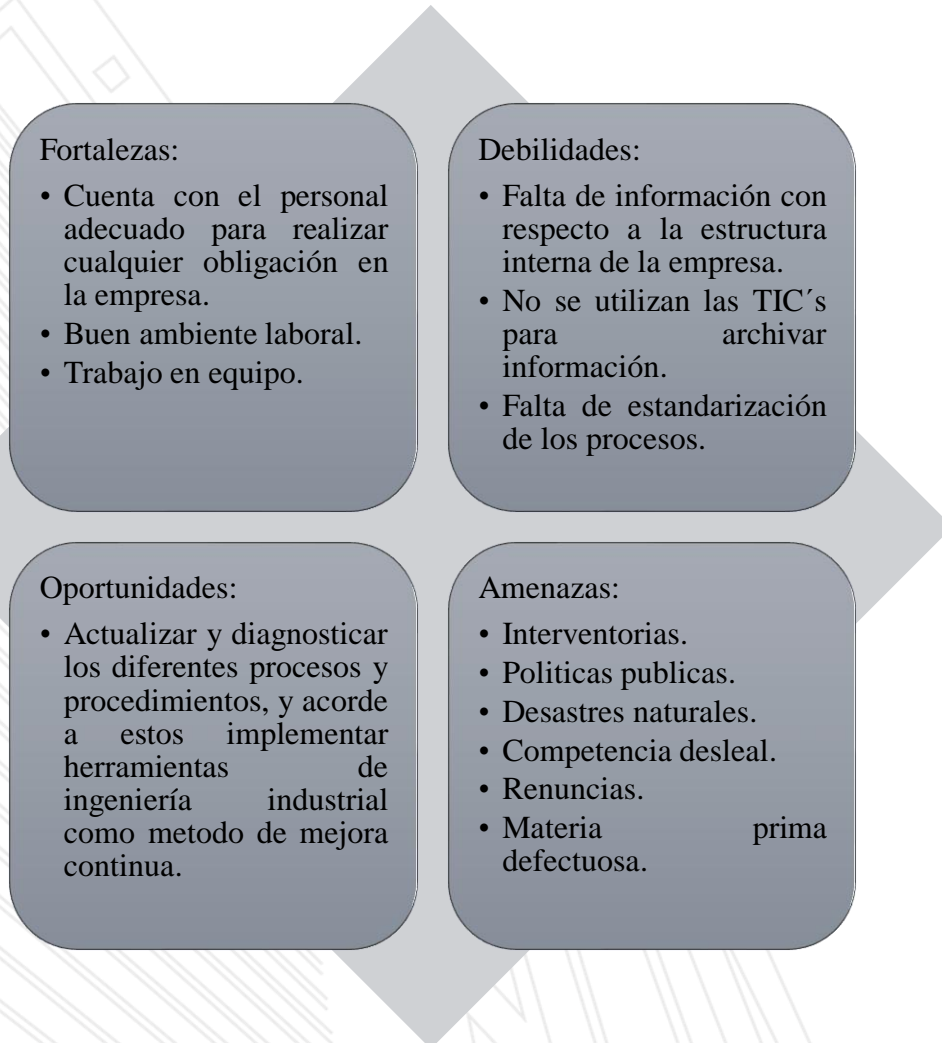 Fortalezas:
• Cuenta con el personal
adecuado para realizar
cualquier obligación en
la empresa.
• Buen ambiente laboral.
• Trabajo en equipo.
Debilidades:
• Falta de información con
respecto a la estructura
interna de la empresa.
• No se utilizan las TIC´s
para archivar
información.
• Falta de estandarización
de los procesos.
Oportunidades:
• Actualizar y diagnosticar
los diferentes procesos y
procedimientos, y acorde
a estos implementar
herramientas de
ingeniería industrial
como metodo de mejora
continua.
Amenazas:
• Interventorias.
• Politicas publicas.
• Desastres naturales.
• Competencia desleal.
• Renuncias.
• Materia prima
defectuosa.